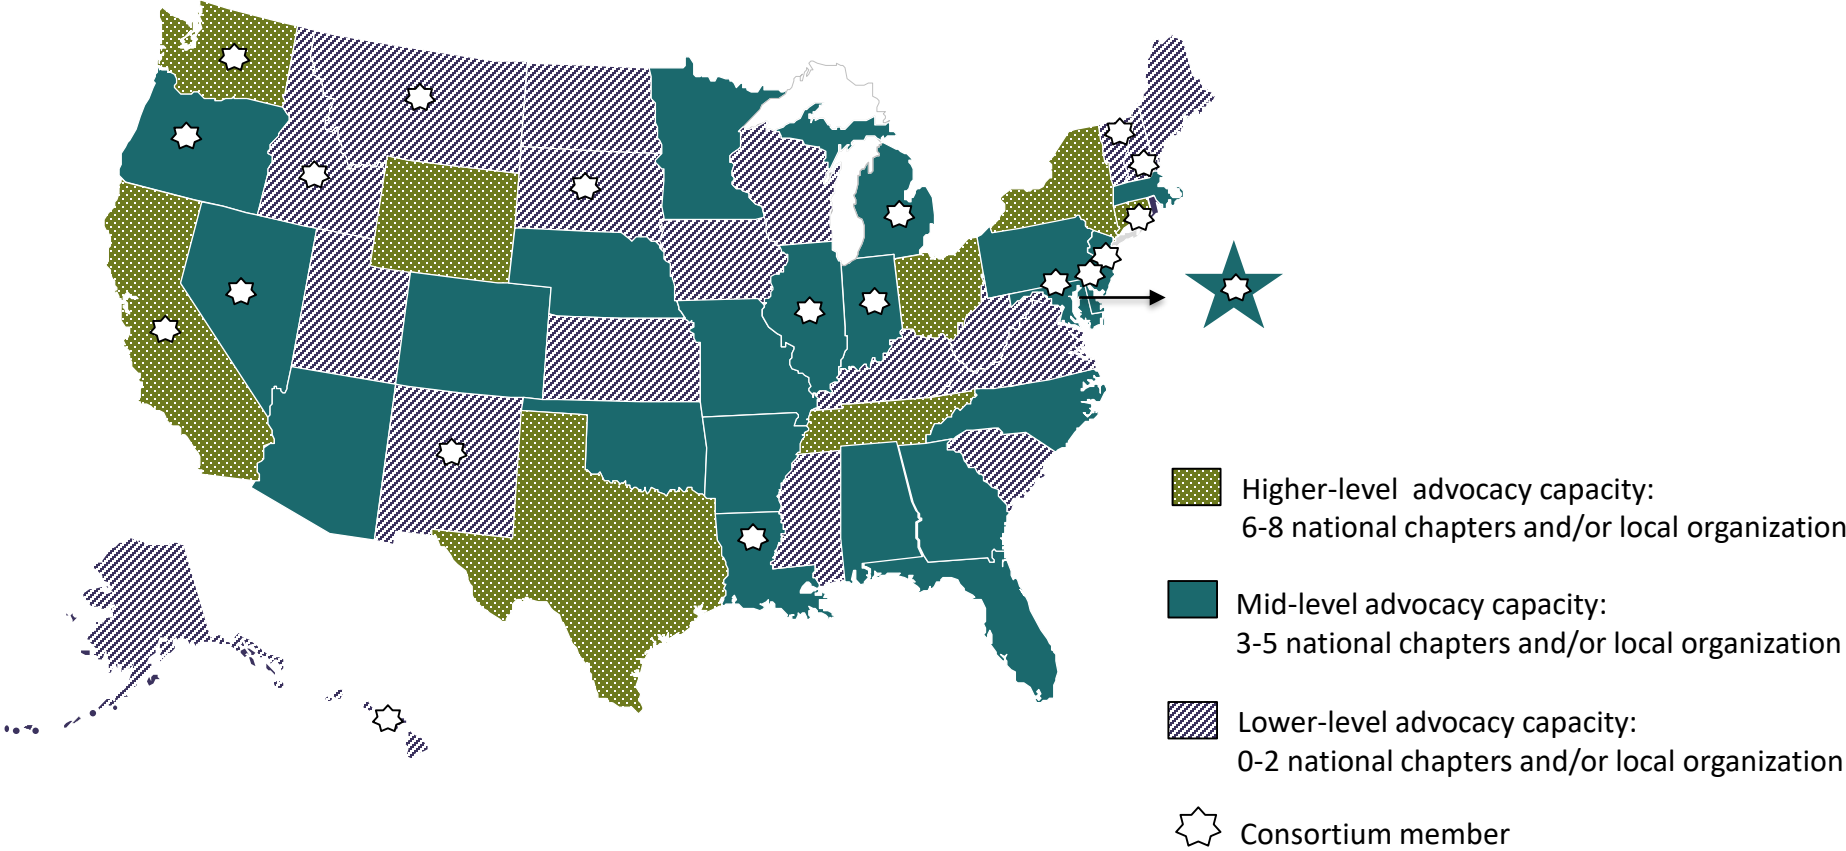 Higher-level advocacy capacity:
6-8 national chapters and/or local organization
Mid-level advocacy capacity:
3-5 national chapters and/or local organization
Lower-level advocacy capacity:
0-2 national chapters and/or local organization
Consortium member